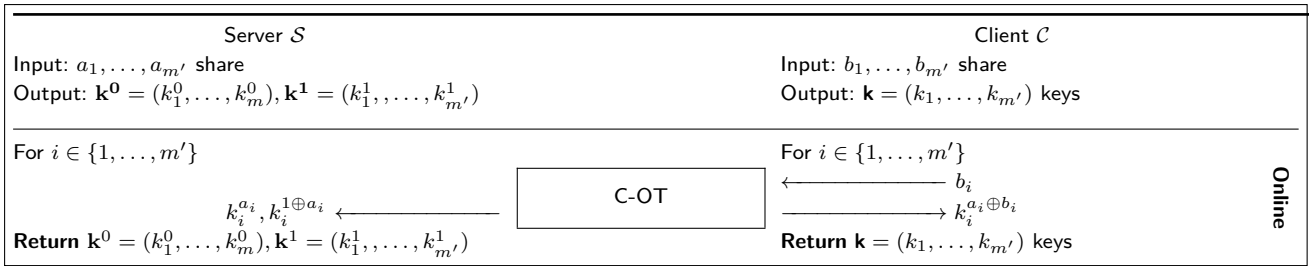 Server 𝒮 Client 𝒞
Input: a_1, …, a_{m′} share Input: b_1, …, b_{m′} share
Output: k^0 = (k_1^0, …, k_m^0), k^1 = (k_1^1, , …, k_{m′}^1) Output: k = (k_1, …, k_{m′}) keys
For i ∈ {1, …, m′} For i ∈ {1, …, m′}
← b_i
k_i^{a_i}, k_i^{1⊕a_i} ← C-OT → k_i^{a_i⊕b_i}
Return k^0 = (k_1^0, …, k_m^0), k^1 = (k_1^1, , …, k_{m′}^1) Return k = (k_1, …, k_{m′}) keys
Online